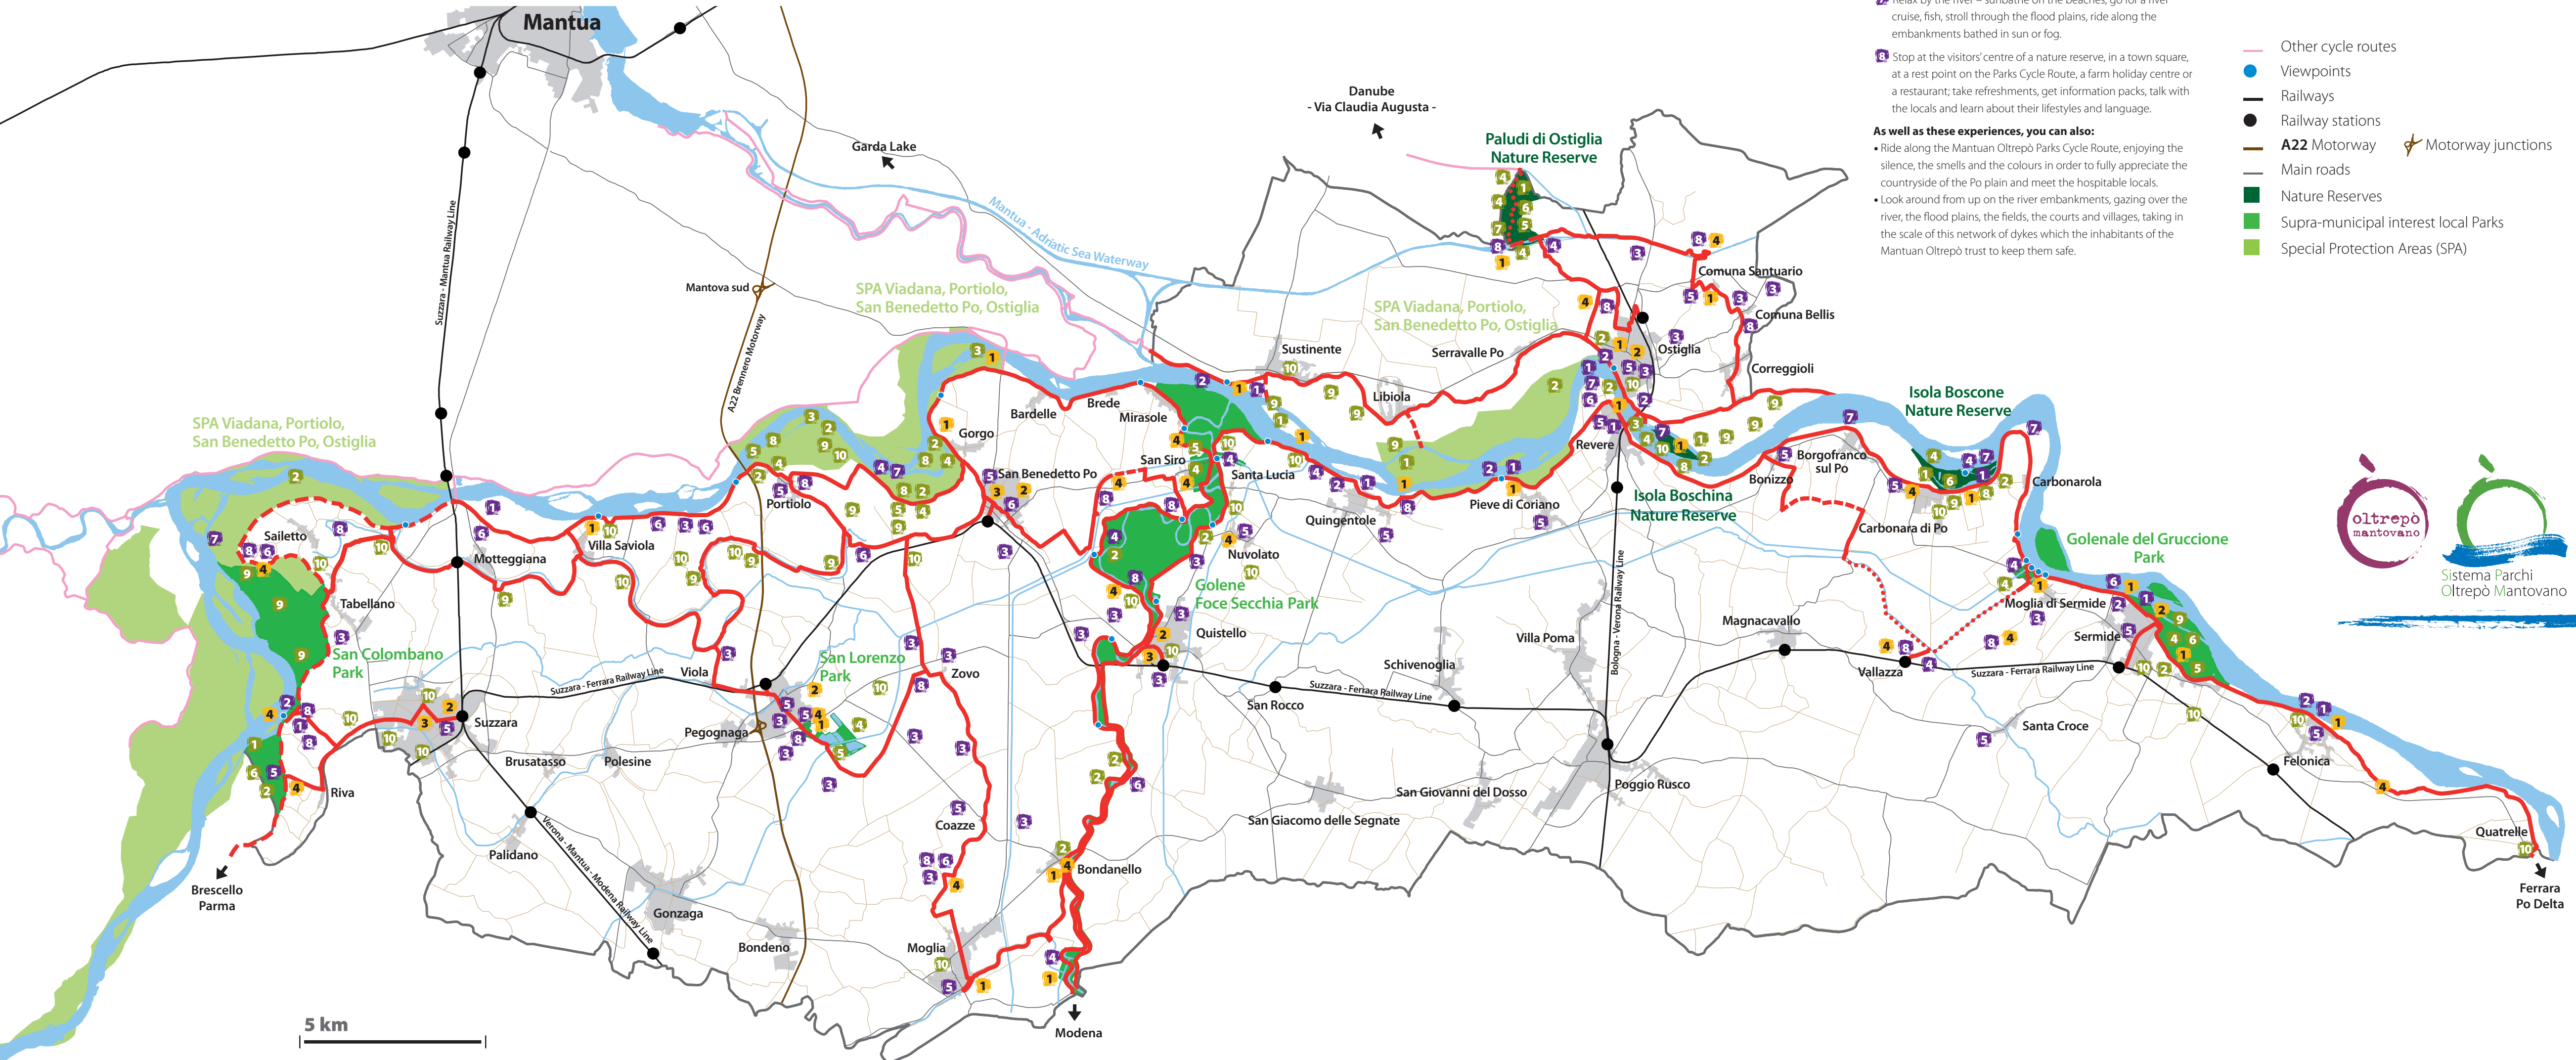 Relax by the river – sunbathe on the beaches, go for a river
cruise, fish, stroll through the flood plains, ride along the
embankments bathed in sun or fog.
8 Stop at the visitors' centre of a nature reserve, in a town square,
at a rest point on the Parks Cycle Route, a farm holiday centre or
a restaurant; take refreshments, get information packs, talk with
the locals and learn about their lifestyles and language.
As well as these experiences, you can also:
• Ride along the Mantuan Oltrepò Parks Cycle Route, enjoying the
silence, the smells and the colours in order to fully appreciate the
countryside of the Po plain and meet the hospitable locals.
• Look around from up on the river embankments, gazing over the
river, the flood plains, the fields, the courts and villages, taking in
the scale of this network of dykes which the inhabitants of the
Mantuan Oltrepò trust to keep them safe.
Other cycle routes
Viewpoints
Railways
Railway stations
A22 Motorway
Motorway junctions
Main roads
Nature Reserves
Supra-municipal interest local Parks
Special Protection Areas (SPA)
Mantua
Danube
- Via Claudia Augusta -
Garda Lake
Paludi di Ostiglia
Nature Reserve
Mantua - Adriatic Sea Waterway
Suzzara - Mantua Railway Line
Mantova sud
A22 Brennero Motorway
SPA Viadana, Portiolo,
San Benedetto Po, Ostiglia
SPA Viadana, Portiolo,
San Benedetto Po, Ostiglia
SPA Viadana, Portiolo,
San Benedetto Po, Ostiglia
Comuna Santuario
Comuna Bellis
Ostiglia
Correggioli
Serravalle Po
Sustinente
Libiola
Isola Boscone
Nature Reserve
Bardelle
Brede
Mirasole
Gorgo
San Benedetto Po
San Siro
Santa Lucia
Quingentole
Pieve di Coriano
Revere
Isola Boschina
Nature Reserve
Bonizzo
Borgofranco
sul Po
Carbonara di Po
Carbonarola
Portiolo
Sailetto
Motteggiana
Villa Saviola
Tabellano
San Colombano
Park
Nuvolato
Golene
Foce Secchia Park
Quistello
Golenale del Gruccione
Park
oltrepò
mantovano
Sistema Parchi
Oltrepò Mantovano
Moglia di Sermide
Sermide
Magnacavallo
Vallazza
Villa Poma
Schivenoglia
San Rocco
Suzzara - Ferrara Railway Line
Suzzara - Ferrara Railway Line
Suzzara - Ferrara Railway Line
Bologna - Verona Railway Line
Viola
San Lorenzo
Park
Zovo
Pegognaga
Suzzara
Brusatasso
Polesine
Riva
Santa Croce
Felonica
Poggio Rusco
San Giovanni del Dosso
San Giacomo delle Segnate
Coazze
Bondanello
Palidano
Verona - Mantua - Modena Railway Line
Gonzaga
Bondeno
Moglia
Quatrelle
Brescello
Parma
Ferrara
Po Delta
Modena
5 km